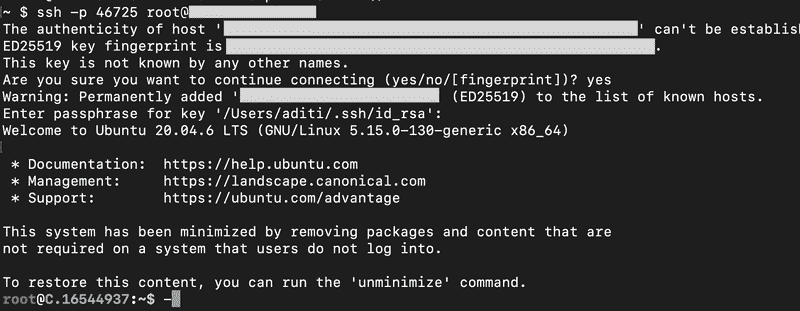 ~ $ ssh -p 46725 root@
The authenticity of host '' can't be establis
ED25519 key fingerprint is .
This key is not known by any other names.
Are you sure you want to continue connecting (yes/no/[fingerprint])? yes
Warning: Permanently added ' (ED25519) to the list of known hosts.
Enter passphrase for key '/Users/aditi/.ssh/id_rsa':
Welcome to Ubuntu 20.04.6 LTS (GNU/Linux 5.15.0-130-generic x86_64)
* Documentation: https://help.ubuntu.com
* Management: https://landscape.canonical.com
* Support: https://ubuntu.com/advantage
This system has been minimized by removing packages and content that are
not required on a system that users do not log into.
To restore this content, you can run the 'unminimize' command.
root@C.16544937:~$ -